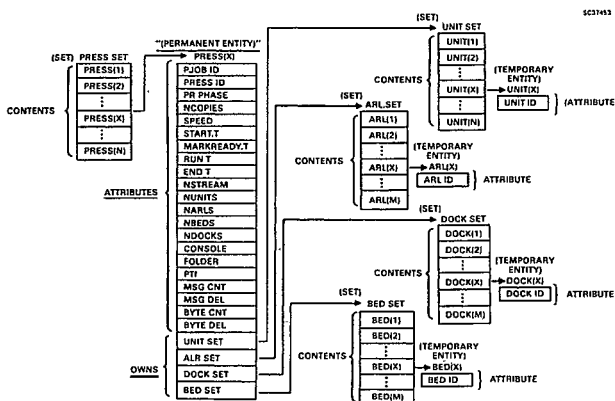 SC37453
"(PERMANENT ENTITY)"
(SET) PRESS SET
PRESS(1)
PRESS(2)
PRESS(X)
PRESS(N)
CONTENTS
PRESS(X)
PJOB ID
PRESS ID
PR PHASE
NCOPIES
SPEED
START.T
MARKREADY.T
RUN T
END T
NSTREAM
NUNITS
NARLS
NBEDS
NDOCKS
CONSOLE
FOLDER
PTI
MSG CNT
MSG DEL
BYTE CNT
BYTE DEL
ATTRIBUTES
UNIT SET
ALR SET
DOCK SET
BED SET
OWNS
(SET) UNIT SET
UNIT(1)
UNIT(2)
UNIT(X)
UNIT(N)
CONTENTS
(TEMPORARY
ENTITY)
UNIT(X)
UNIT ID
(ATTRIBUTE
(SET)
ARL.SET
ARL(1)
ARL(2)
ARL(X)
ARL(M)
CONTENTS
(TEMPORARY
ENTITY)
ARL(X)
ARL ID
ATTRIBUTE
(SET)
DOCK SET
DOCK(1)
DOCK(2)
DOCK(X)
DOCK(M)
CONTENTS
(TEMPORARY
ENTITY)
DOCK(X)
DOCK ID
ATTRIBUTE
(SET)
BED SET
BED(1)
BED(2)
BED(X)
BED(M)
CONTENTS
(TEMPORARY
ENTITY)
BED(X)
BED ID
ATTRIBUTE